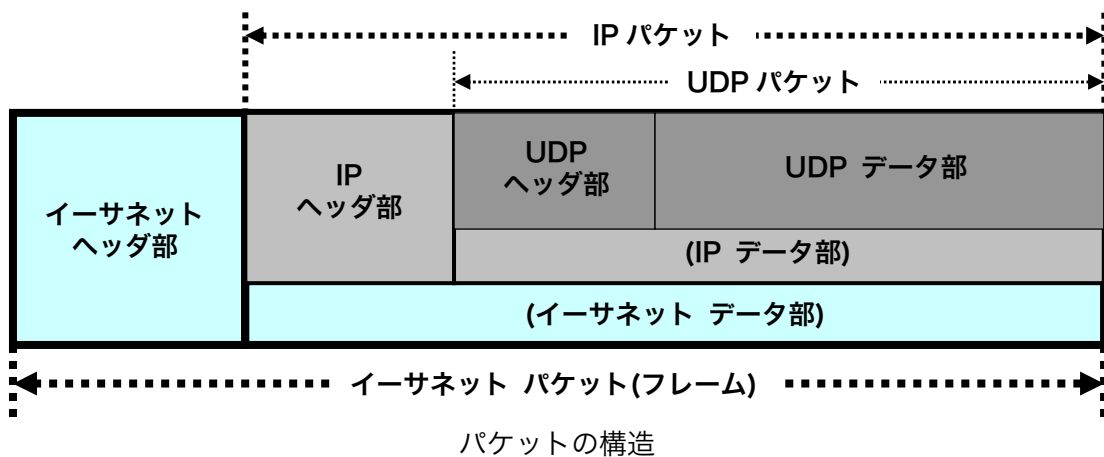 IP パケット
UDP パケット
イーサネット
ヘッダ部
IP
ヘッダ部
UDP
ヘッダ部
UDP データ部
(IP データ部)
(イーサネット データ部)
イーサネット パケット(フレーム)
パケットの構造